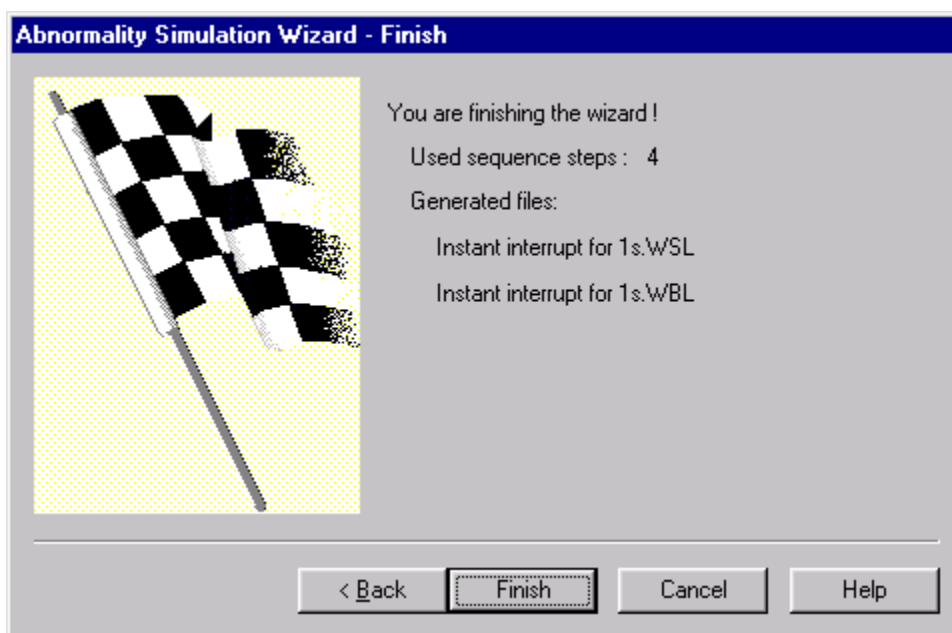 Abnormality Simulation Wizard - Finish
You are finishing the wizard !
Used sequence steps : 4
Generated files:
Instant interrupt for 1s.WSL
Instant interrupt for 1s.WBL
< Back Finish Cancel Help